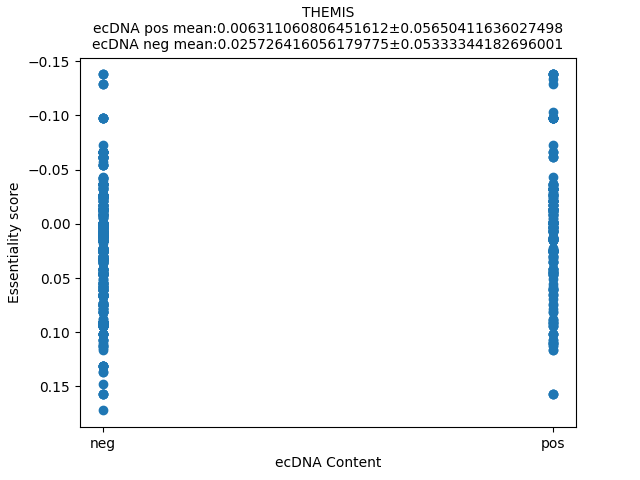 THEMIS
ecDNA pos mean:0.006311060806451612±0.05650411636027498
ecDNA neg mean:0.025726416056179775±0.05333344182696001
−0.15
−0.10
−0.05
0.00
0.05
0.10
0.15
Essentiality score
neg
pos
ecDNA Content